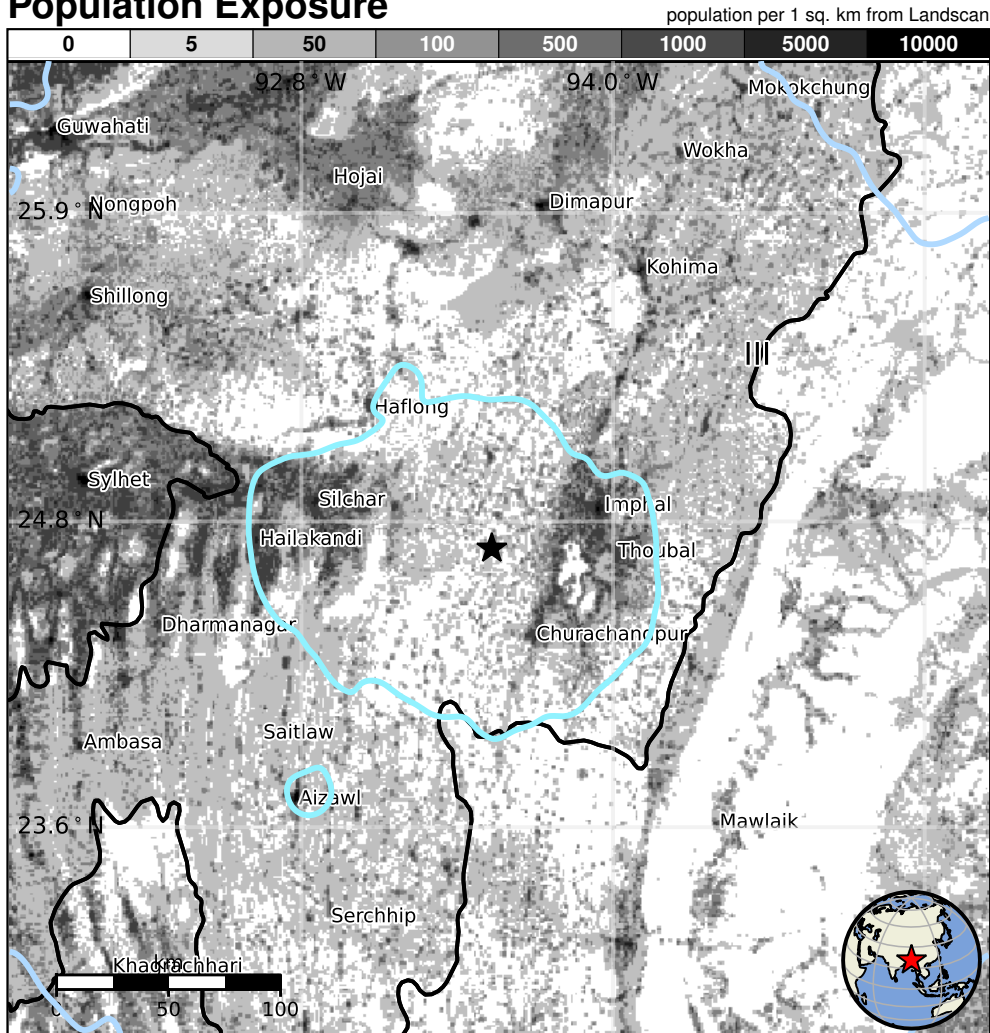 Population Exposure
population per 1 sq. km from Landscan
0 5 50 100 500 1000 5000 10000
92.8°W 94.0°W
Mokokchung
Guwahati
Wokha
Hojai
Dimapur
25.9°N
Nongpoh
Kohima
Shillong
III
Haflong
Sylhet
Silchar
Imphal
24.8°N
Hailakandi
Thoubal
Dharmanagar
Churachandpur
Saitlaw
Ambasa
Aizawl
23.6°N
Mawlaik
Serchhip
Khagrachhari
km
0 50 100